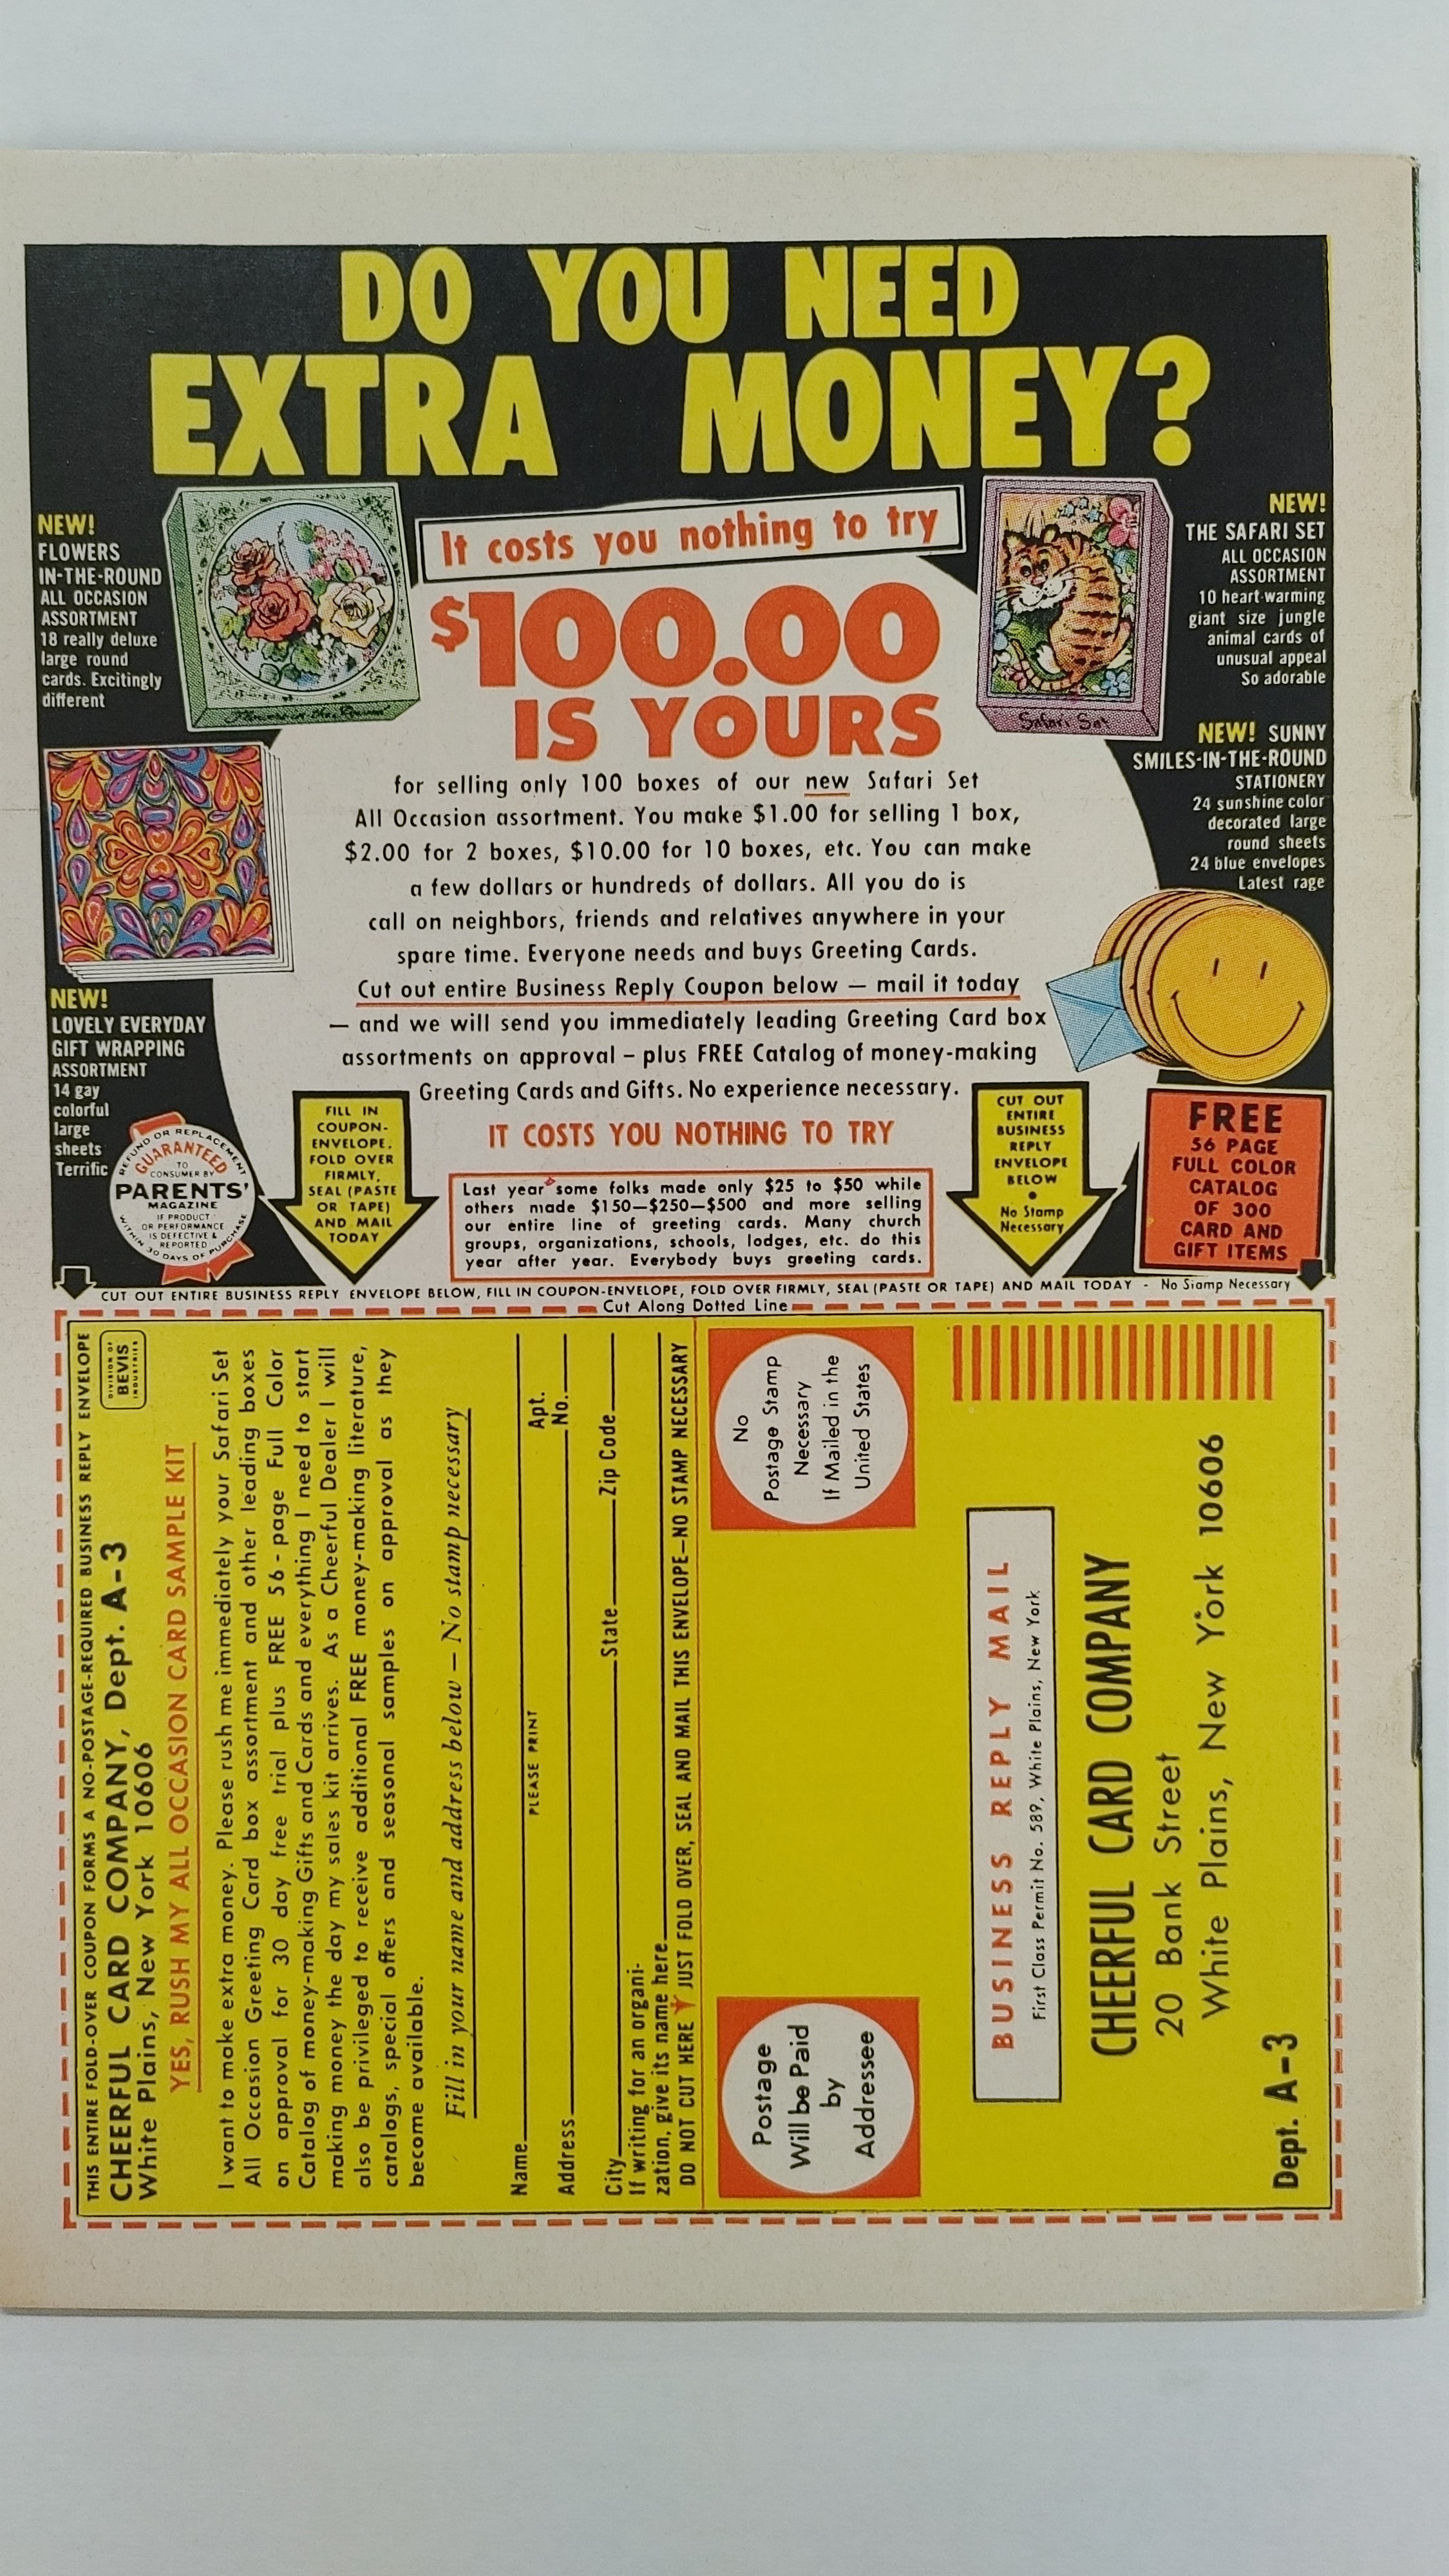 DO YOU NEED
EXTRA MONEY?
NEW!
FLOWERS
IN-THE-ROUND
ALL OCCASION
ASSORTMENT
18 really deluxe
large round
cards. Excitingly
different
Flowers in the Round
It costs you nothing to try
Safari Set
NEW!
THE SAFARI SET
ALL OCCASION
ASSORTMENT
10 heart-warming
giant size jungle
animal cards of
unusual appeal
So adorable
$100.00
IS YOURS
for selling only 100 boxes of our new Safari Set
All Occasion assortment. You make $1.00 for selling 1 box,
$2.00 for 2 boxes, $10.00 for 10 boxes, etc. You can make
a few dollars or hundreds of dollars. All you do is
call on neighbors, friends and relatives anywhere in your
spare time. Everyone needs and buys Greeting Cards.
Cut out entire Business Reply Coupon below — mail it today
— and we will send you immediately leading Greeting Card box
assortments on approval – plus FREE Catalog of money-making
Greeting Cards and Gifts. No experience necessary.
IT COSTS YOU NOTHING TO TRY
NEW! SUNNY
SMILES-IN-THE-ROUND
STATIONERY
24 sunshine color
decorated large
round sheets
24 blue envelopes
Latest rage
NEW!
LOVELY EVERYDAY
GIFT WRAPPING
ASSORTMENT
14 gay
colorful
large
sheets
Terrific
REFUND OR REPLACEMENT
GUARANTEED
TO
CONSUMER BY
PARENTS'
MAGAZINE
IF PRODUCT
OR PERFORMANCE
IS DEFECTIVE &
REPORTED
WITHIN 30 DAYS OF PURCHASE
FILL IN
COUPON-
ENVELOPE,
FOLD OVER
FIRMLY,
SEAL (PASTE
OR TAPE)
AND MAIL
TODAY
Last year some folks made only $25 to $50 while
others made $150—$250—$500 and more selling
our entire line of greeting cards. Many church
groups, organizations, schools, lodges, etc. do this
year after year. Everybody buys greeting cards.
CUT OUT
ENTIRE
BUSINESS
REPLY
ENVELOPE
BELOW
•
No Stamp
Necessary
FREE
56 PAGE
FULL COLOR
CATALOG
OF 300
CARD AND
GIFT ITEMS
CUT OUT ENTIRE BUSINESS REPLY ENVELOPE BELOW, FILL IN COUPON-ENVELOPE, FOLD OVER FIRMLY, SEAL (PASTE OR TAPE) AND MAIL TODAY - No Stamp Necessary
Cut Along Dotted Line
THIS ENTIRE FOLD-OVER COUPON FORMS A NO-POSTAGE-REQUIRED BUSINESS REPLY ENVELOPE
CHEERFUL CARD COMPANY, Dept. A-3
White Plains, New York 10606
DIVISION OF
BEVIS
INDUSTRIES
YES, RUSH MY ALL OCCASION CARD SAMPLE KIT
I want to make extra money. Please rush me immediately your Safari Set
All Occasion Greeting Card box assortment and other leading boxes
on approval for 30 day free trial plus FREE 56-page Full Color
Catalog of money-making Gifts and Cards and everything I need to start
making money the day my sales kit arrives. As a Cheerful Dealer I will
also be privileged to receive additional FREE money-making literature,
catalogs, special offers and seasonal samples on approval as they
become available.
Fill in your name and address below — No stamp necessary
Name
PLEASE PRINT
Address Apt. No.
City State Zip Code
If writing for an organi-
zation, give its name here
DO NOT CUT HERE JUST FOLD OVER, SEAL AND MAIL THIS ENVELOPE—NO STAMP NECESSARY
Postage
Will be Paid
by
Addressee
No
Postage Stamp
Necessary
If Mailed in the
United States
BUSINESS REPLY MAIL
First Class Permit No. 589, White Plains, New York
CHEERFUL CARD COMPANY
20 Bank Street
White Plains, New York 10606
Dept. A-3